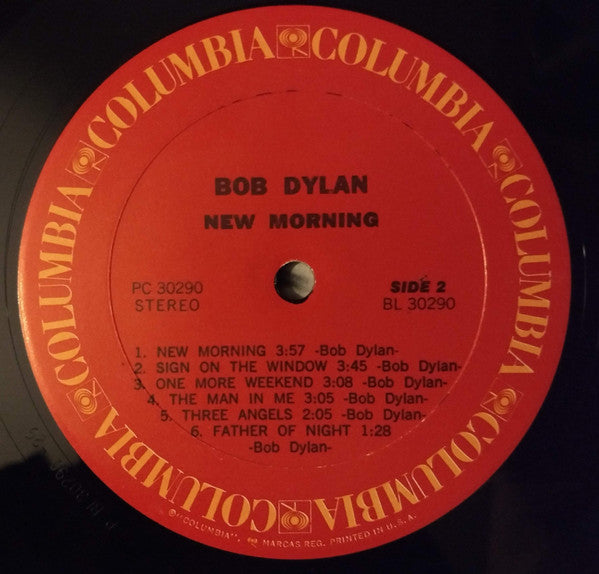 COLUMBIA COLUMBIA COLUMBIA COLUMBIA COLUMBIA COLUMBIA
BOB DYLAN
NEW MORNING
PC 30290
STEREO
SIDE 2
BL 30290
1. NEW MORNING 3:57 -Bob Dylan-
2. SIGN ON THE WINDOW 3:45 -Bob Dylan-
3. ONE MORE WEEKEND 3:08 -Bob Dylan-
4. THE MAN IN ME 3:05 -Bob Dylan-
5. THREE ANGELS 2:05 -Bob Dylan-
6. FATHER OF NIGHT 1:28
-Bob Dylan-
©"COLUMBIA", MARCAS REG. PRINTED IN U.S.A.